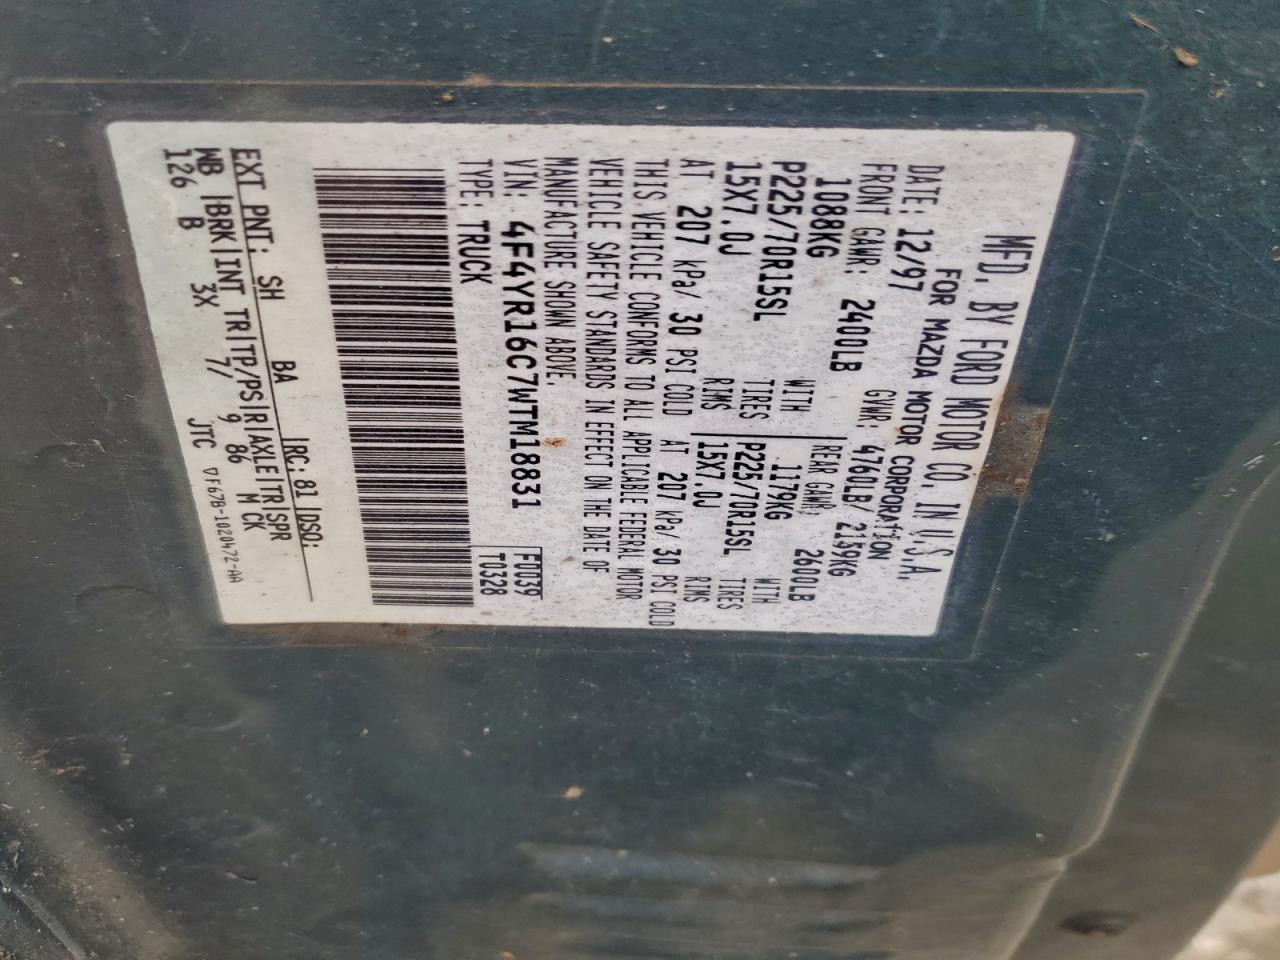 MFD. BY FORD MOTOR CO. IN U.S.A.
FOR MAZDA MOTOR CORPORATION
DATE: 12/97 GVWR: 4760LB/ 2159KG
FRONT GAWR: 2400LB REAR GAWR: 2600LB
1088KG WITH 1179KG WITH
P225/70R15SL TIRES P225/70R15SL TIRES
15X7.0J RIMS 15X7.0J RIMS
AT 207 kPa/ 30 PSI COLD AT 207 kPa/ 30 PSI COLD
THIS VEHICLE CONFORMS TO ALL APPLICABLE FEDERAL MOTOR
VEHICLE SAFETY STANDARDS IN EFFECT ON THE DATE OF
MANUFACTURE SHOWN ABOVE.
VIN: 4F4YR16C7WTM18831 F0039
TYPE: TRUCK T0328
EXT PNT: SH BA RC: 81 DSO:
WB BRK INT TR TP/PS R AXLE TR SPR
126 B 3X 77 9 86 M CK
JTC ▽F67B-1020472-AA